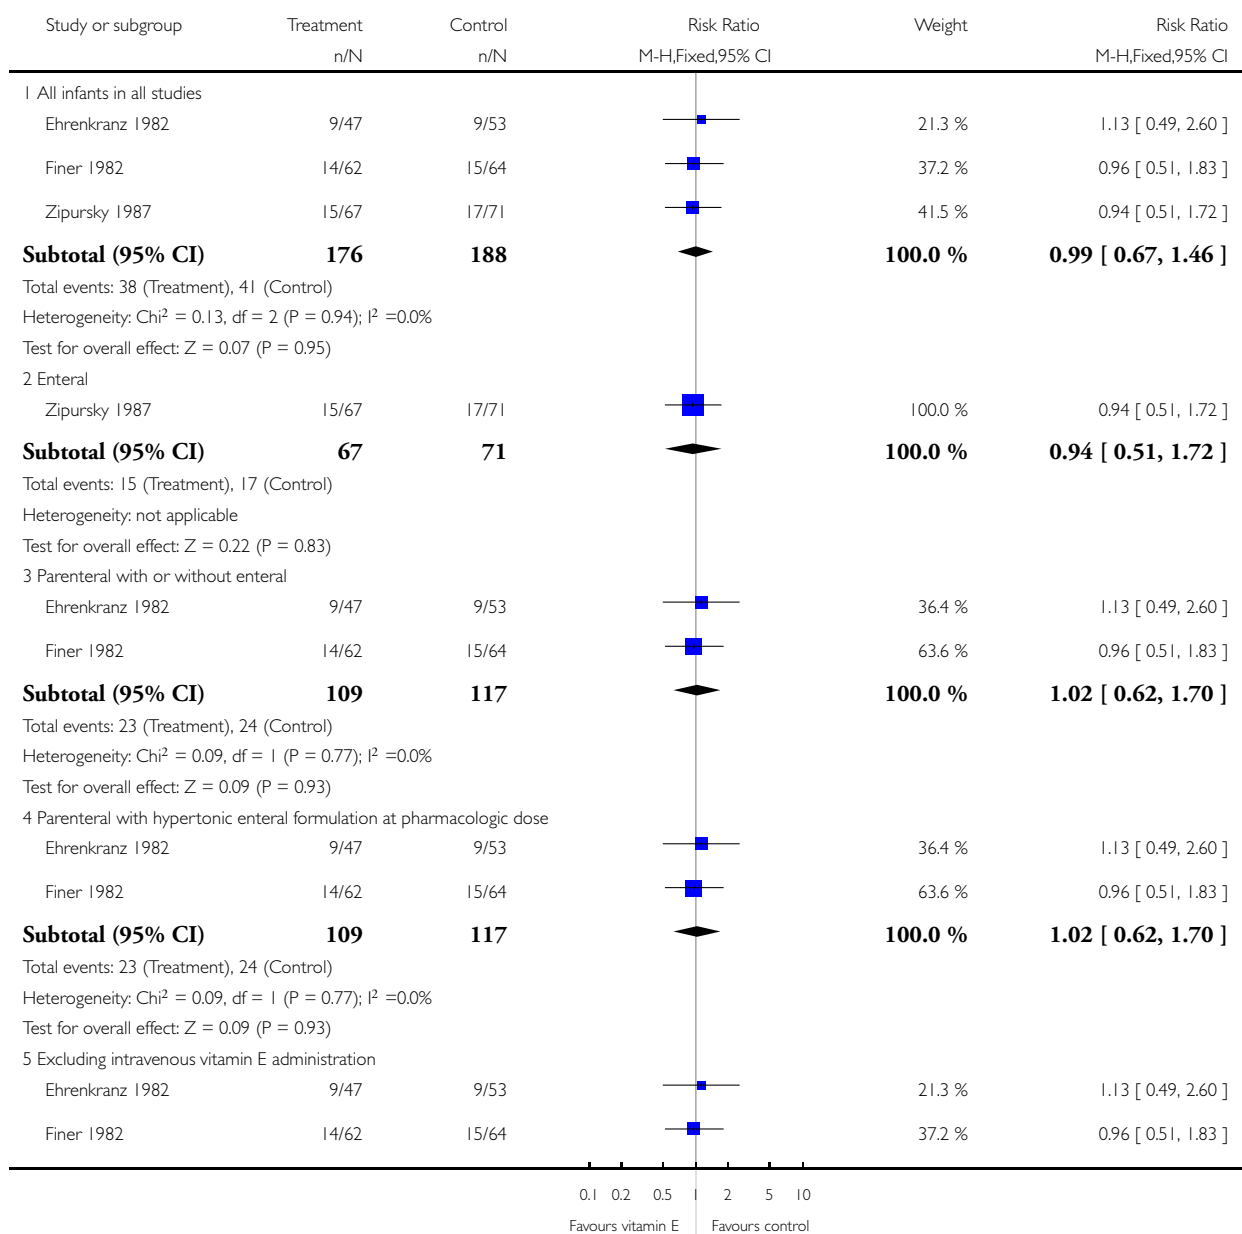 Study or subgroup Treatment Control Risk Ratio Weight Risk Ratio
n/N n/N M-H,Fixed,95% CI M-H,Fixed,95% CI
1 All infants in all studies
Ehrenkranz 1982 9/47 9/53 21.3 % 1.13 [ 0.49, 2.60 ]
Finer 1982 14/62 15/64 37.2 % 0.96 [ 0.51, 1.83 ]
Zipursky 1987 15/67 17/71 41.5 % 0.94 [ 0.51, 1.72 ]
Subtotal (95% CI) 176 188 100.0 % 0.99 [ 0.67, 1.46 ]
Total events: 38 (Treatment), 41 (Control)
Heterogeneity: Chi² = 0.13, df = 2 (P = 0.94); I² =0.0%
Test for overall effect: Z = 0.07 (P = 0.95)
2 Enteral
Zipursky 1987 15/67 17/71 100.0 % 0.94 [ 0.51, 1.72 ]
Subtotal (95% CI) 67 71 100.0 % 0.94 [ 0.51, 1.72 ]
Total events: 15 (Treatment), 17 (Control)
Heterogeneity: not applicable
Test for overall effect: Z = 0.22 (P = 0.83)
3 Parenteral with or without enteral
Ehrenkranz 1982 9/47 9/53 36.4 % 1.13 [ 0.49, 2.60 ]
Finer 1982 14/62 15/64 63.6 % 0.96 [ 0.51, 1.83 ]
Subtotal (95% CI) 109 117 100.0 % 1.02 [ 0.62, 1.70 ]
Total events: 23 (Treatment), 24 (Control)
Heterogeneity: Chi² = 0.09, df = 1 (P = 0.77); I² =0.0%
Test for overall effect: Z = 0.09 (P = 0.93)
4 Parenteral with hypertonic enteral formulation at pharmacologic dose
Ehrenkranz 1982 9/47 9/53 36.4 % 1.13 [ 0.49, 2.60 ]
Finer 1982 14/62 15/64 63.6 % 0.96 [ 0.51, 1.83 ]
Subtotal (95% CI) 109 117 100.0 % 1.02 [ 0.62, 1.70 ]
Total events: 23 (Treatment), 24 (Control)
Heterogeneity: Chi² = 0.09, df = 1 (P = 0.77); I² =0.0%
Test for overall effect: Z = 0.09 (P = 0.93)
5 Excluding intravenous vitamin E administration
Ehrenkranz 1982 9/47 9/53 21.3 % 1.13 [ 0.49, 2.60 ]
Finer 1982 14/62 15/64 37.2 % 0.96 [ 0.51, 1.83 ]
0.1 0.2 0.5 1 2 5 10
Favours vitamin E Favours control